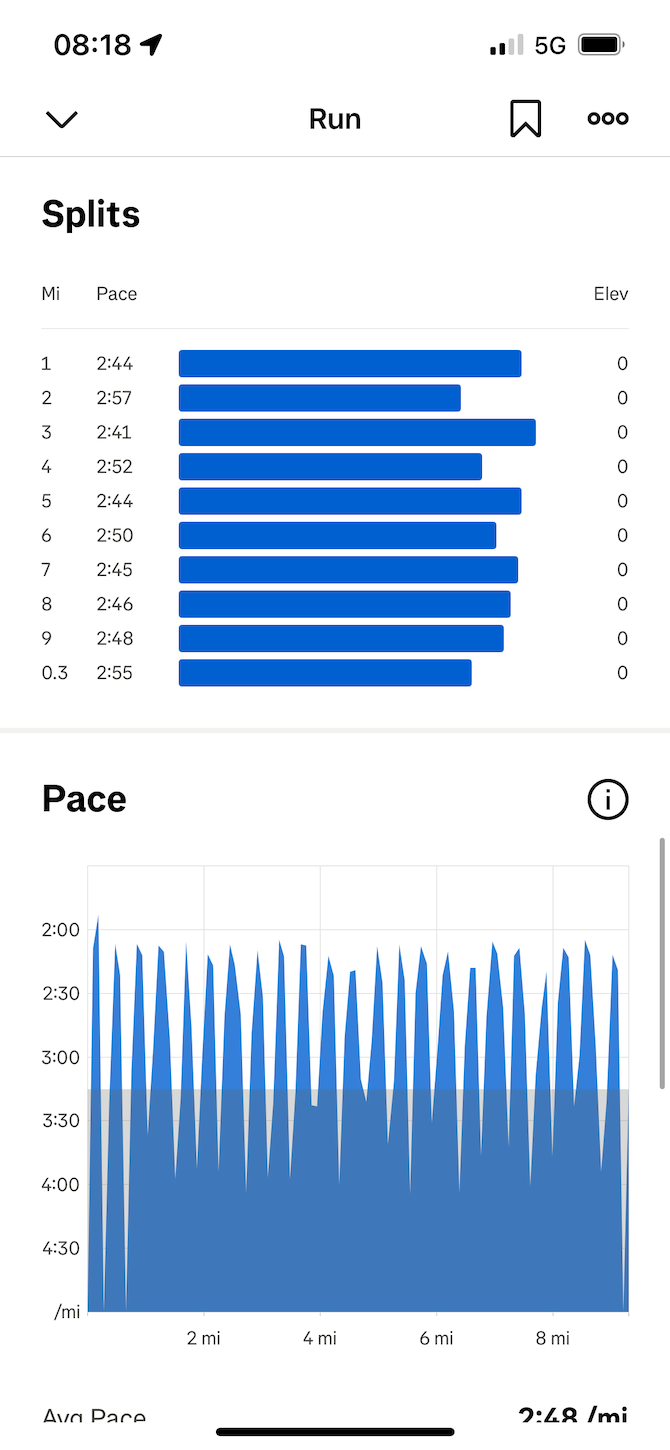 08:18 5G
Run
Splits
Mi Pace Elev
1 2:44 0
2 2:57 0
3 2:41 0
4 2:52 0
5 2:44 0
6 2:50 0
7 2:45 0
8 2:46 0
9 2:48 0
0.3 2:55 0
Pace
2:00
2:30
3:00
3:30
4:00
4:30
/mi
2 mi 4 mi 6 mi 8 mi
Avg Pace 2:48 /mi